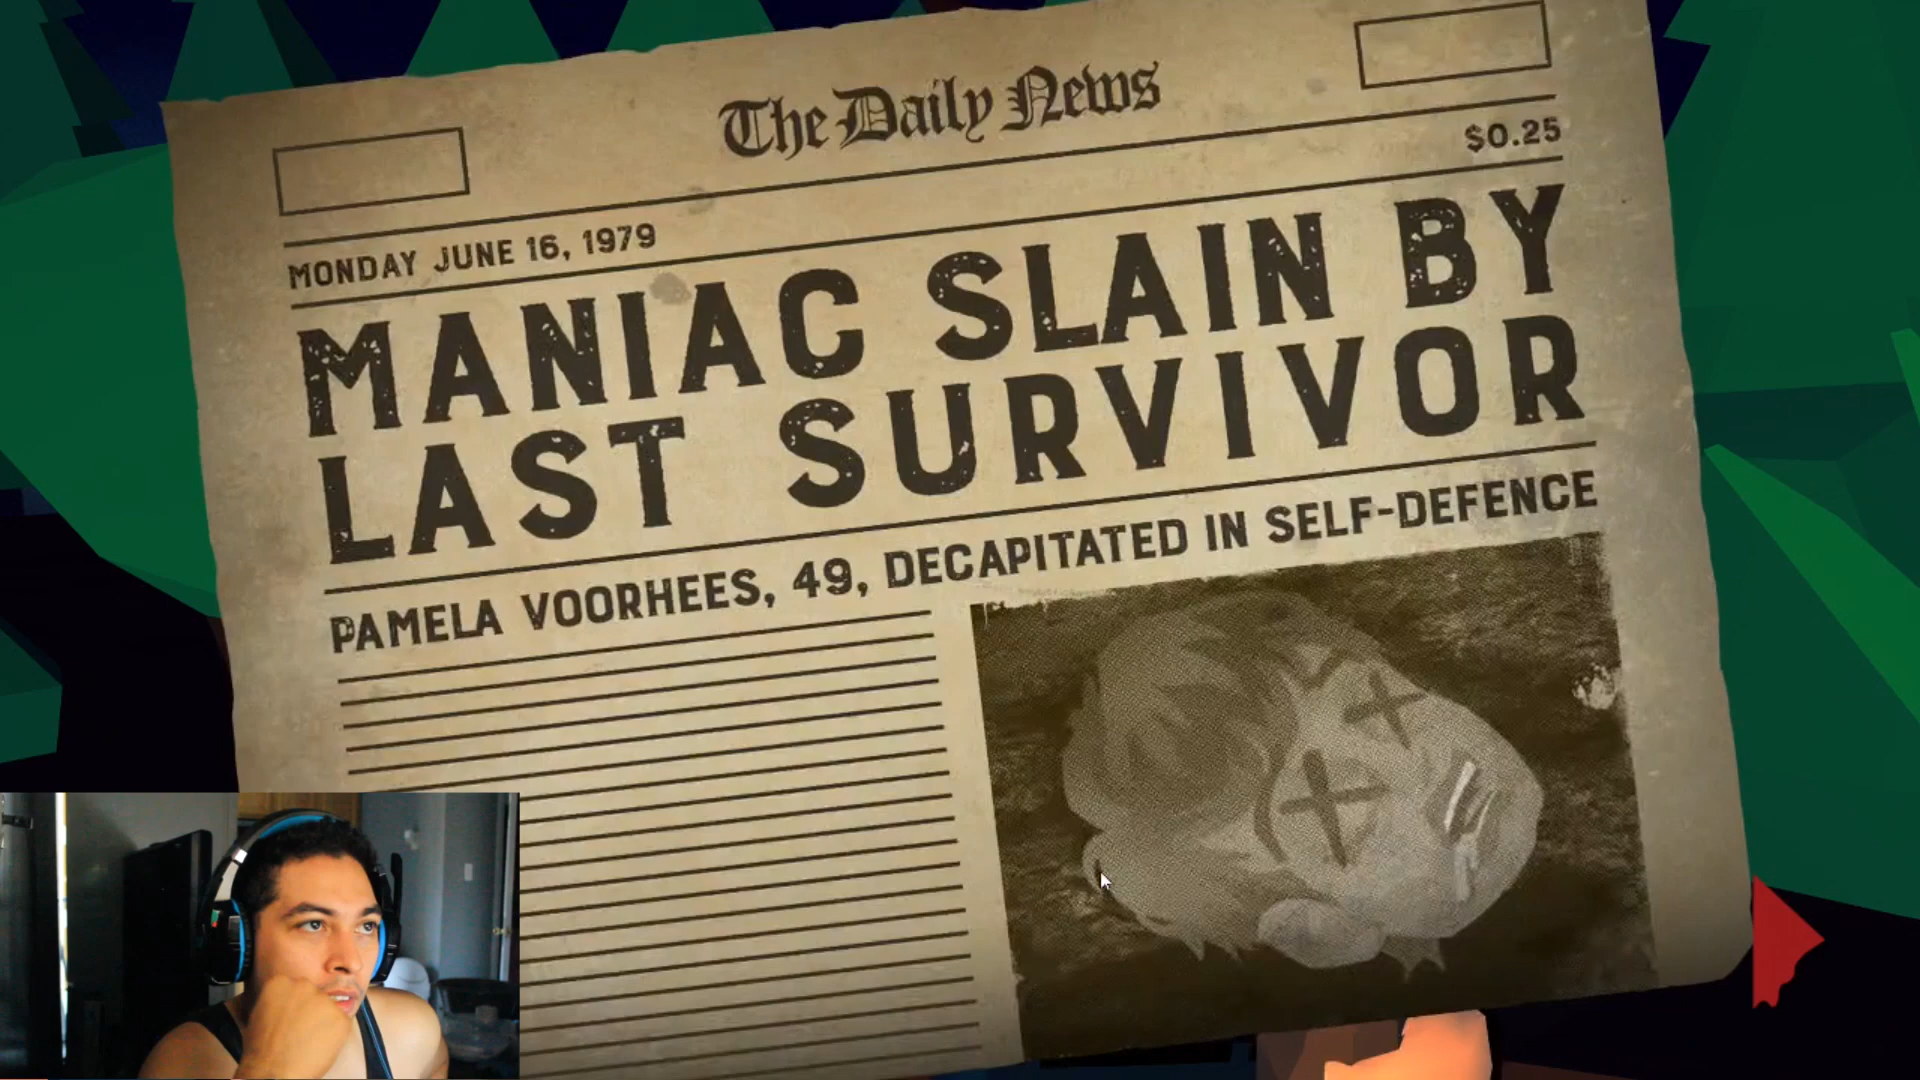 The Daily News
$0.25
MONDAY JUNE 16, 1979
MANIAC SLAIN BY
LAST SURVIVOR
PAMELA VOORHEES, 49, DECAPITATED IN SELF-DEFENCE